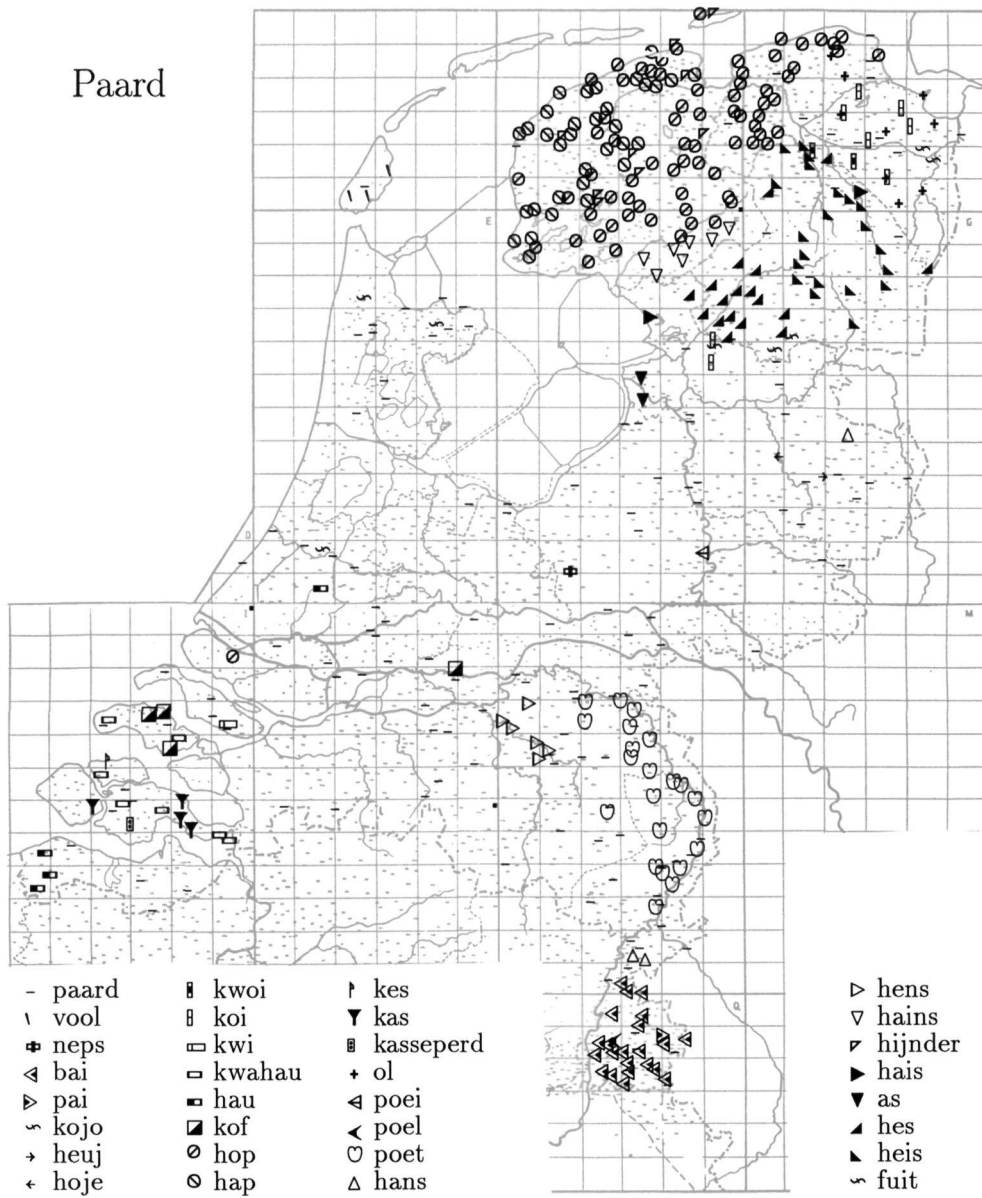 Paard
E
G
D
I
M
Q
paard
vool
neps
bai
pai
kojo
heuj
hoje
kwoi
koi
kwi
kwahau
hau
kof
hop
hap
kes
kas
kasseperd
ol
poei
poel
poet
hans
hens
hains
hijnder
hais
as
hes
heis
fuit